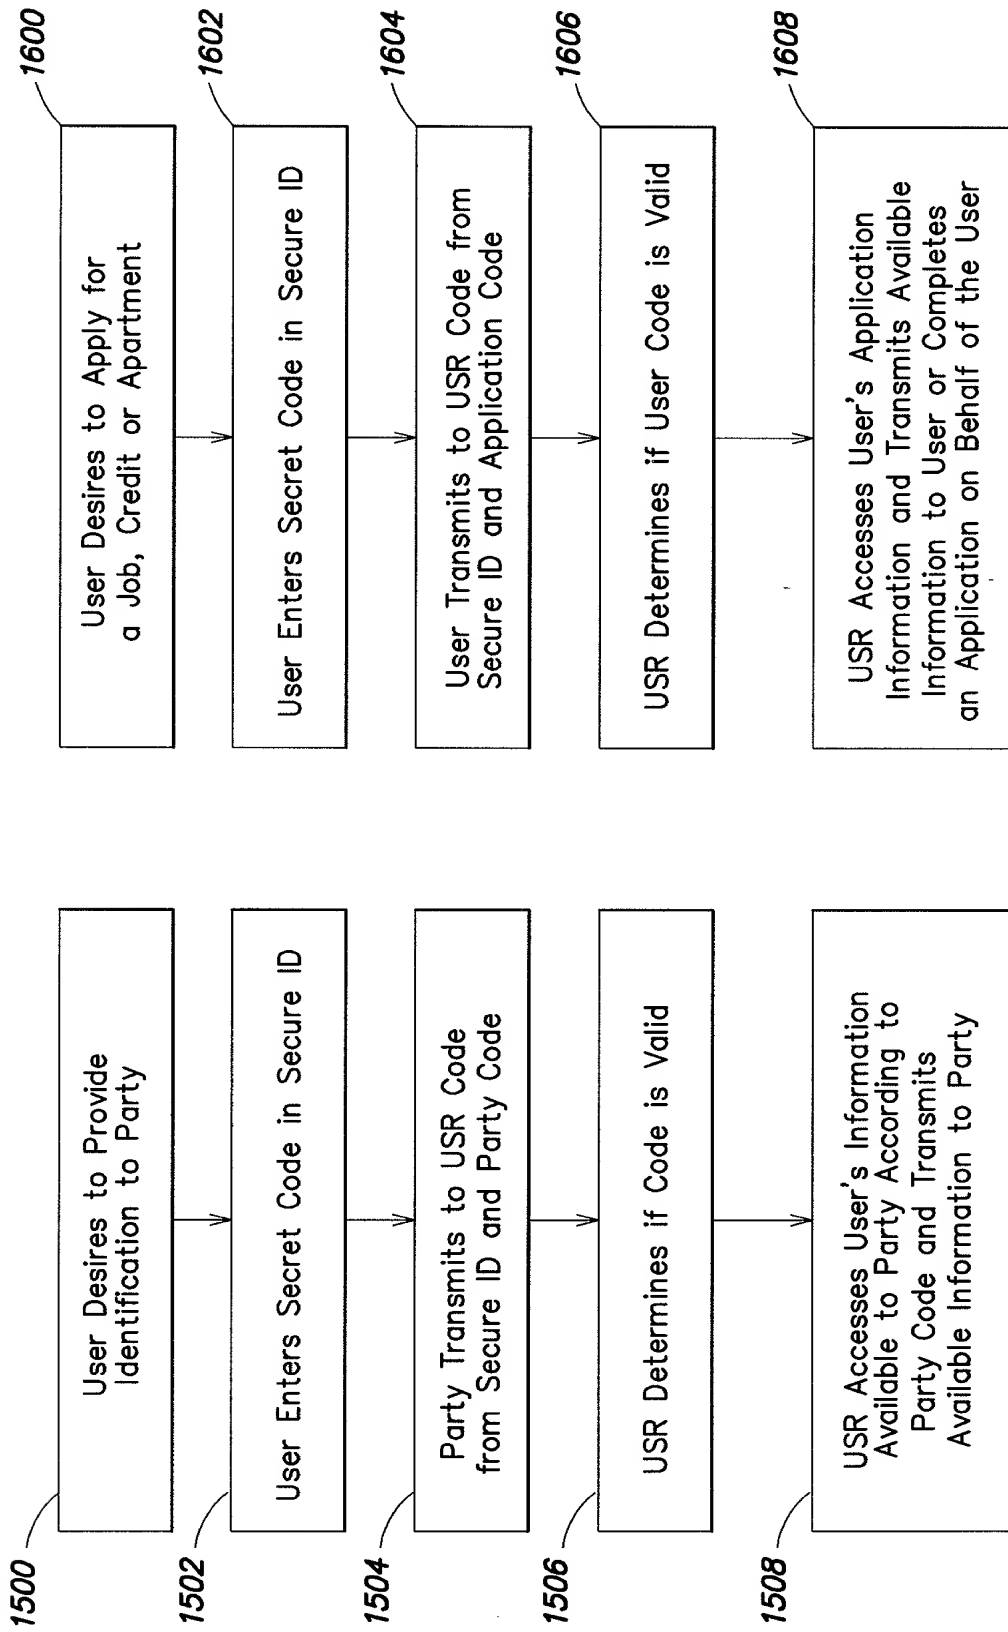 1500
User Desires to Provide
Identification to Party
1502
User Enters Secret Code in Secure ID
1504
Party Transmits to USR Code
from Secure ID and Party Code
1506
USR Determines if Code is Valid
1508
USR Accesses User's Information
Available to Party According to
Party Code and Transmits
Available Information to Party
1600
User Desires to Apply for
a Job, Credit or Apartment
1602
User Enters Secret Code in Secure ID
1604
User Transmits to USR Code from
Secure ID and Application Code
1606
USR Determines if User Code is Valid
1608
USR Accesses User's Application
Information and Transmits Available
Information to User or Completes
an Application on Behalf of the User